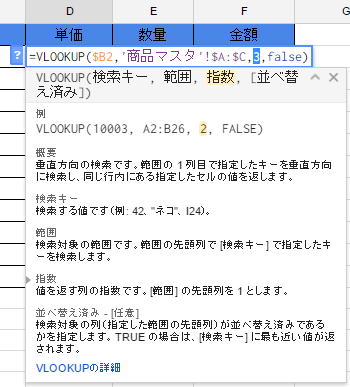 D E F
単価 数量 金額
? =VLOOKUP($B2,'商品マスタ'!$A:$C,3,false)
VLOOKUP(検索キー, 範囲, 指数, [並べ替
え済み])
例
VLOOKUP(10003, A2:B26, 2, FALSE)
概要
垂直方向の検索です。範囲の 1 列目で指定したキーを垂直方向
に検索し、同じ行内にある指定したセルの値を返します。
検索キー
検索する値です（例: 42、"ネコ"、I24）。
範囲
検索対象の範囲です。範囲の先頭列で [検索キー] で指定したキ
ーを検索します。
指数
値を返す列の指数です。[範囲] の先頭列を 1 とします。
並べ替え済み - [任意]
検索対象の列（指定した範囲の先頭列）が並べ替え済みである
かを指定します。TRUE の場合は、[検索キー] に最も近い値が返
されます。
VLOOKUPの詳細